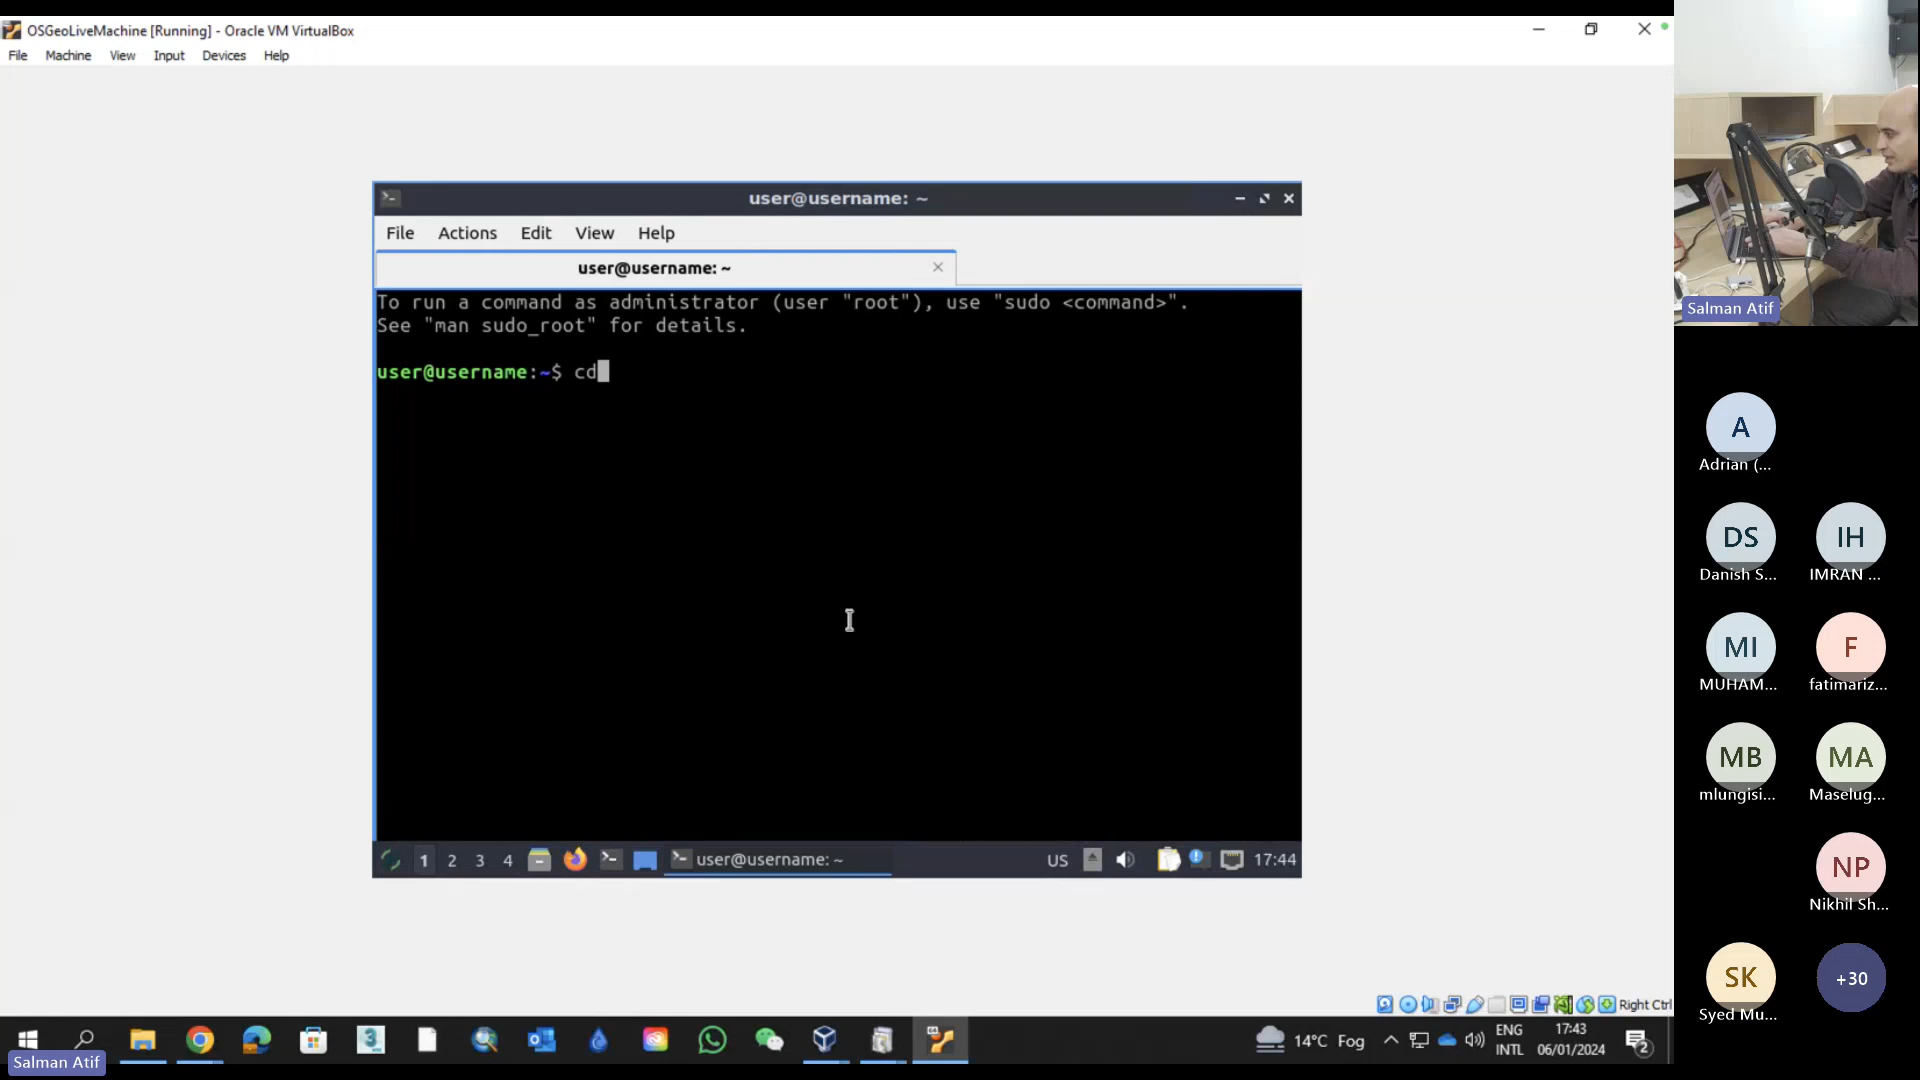 OSGeoLiveMachine [Running] - Oracle VM VirtualBox
File Machine View Input Devices Help
user@username: ~
File Actions Edit View Help
user@username: ~
To run a command as administrator (user "root"), use "sudo <command>".
See "man sudo_root" for details.
user@username:~$ cd
1 2 3 4 user@username: ~ US 17:44
Right Ctrl
14°C Fog ENG INTL 17:43 06/01/2024 2
Salman Atif
Salman Atif
A
Adrian (...
DS IH
Danish S... IMRAN ...
MI F
MUHAM... fatimariz...
MB MA
mlungisi... Maselug...
NP
Nikhil Sh...
SK +30
Syed Mu...